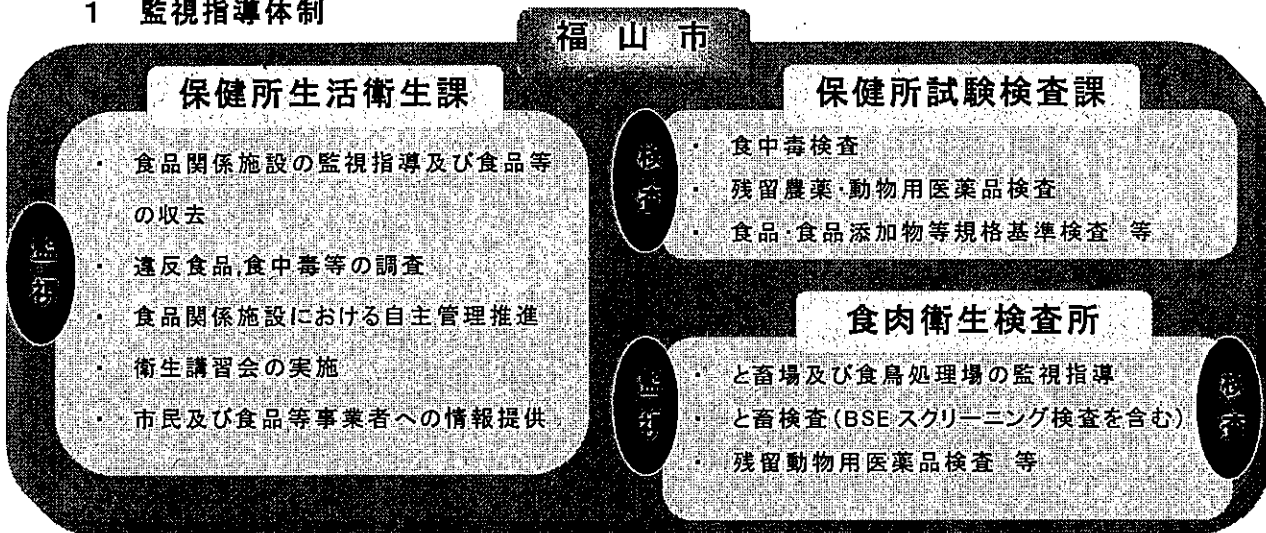 1 監視指導体制
福山市
保健所生活衛生課
監視
・ 食品関係施設の監視指導及び食品等
の収去
・ 違反食品,食中毒等の調査
・ 食品関係施設における自主管理推進
・ 衛生講習会の実施
・ 市民及び食品等事業者への情報提供
保健所試験検査課
検査
・ 食中毒検査
・ 残留農薬・動物用医薬品検査
・ 食品・食品添加物等規格基準検査 等
食肉衛生検査所
監視
・ と畜場及び食鳥処理場の監視指導
・ と畜検査(BSEスクリーニング検査を含む)
・ 残留動物用医薬品検査 等
検査